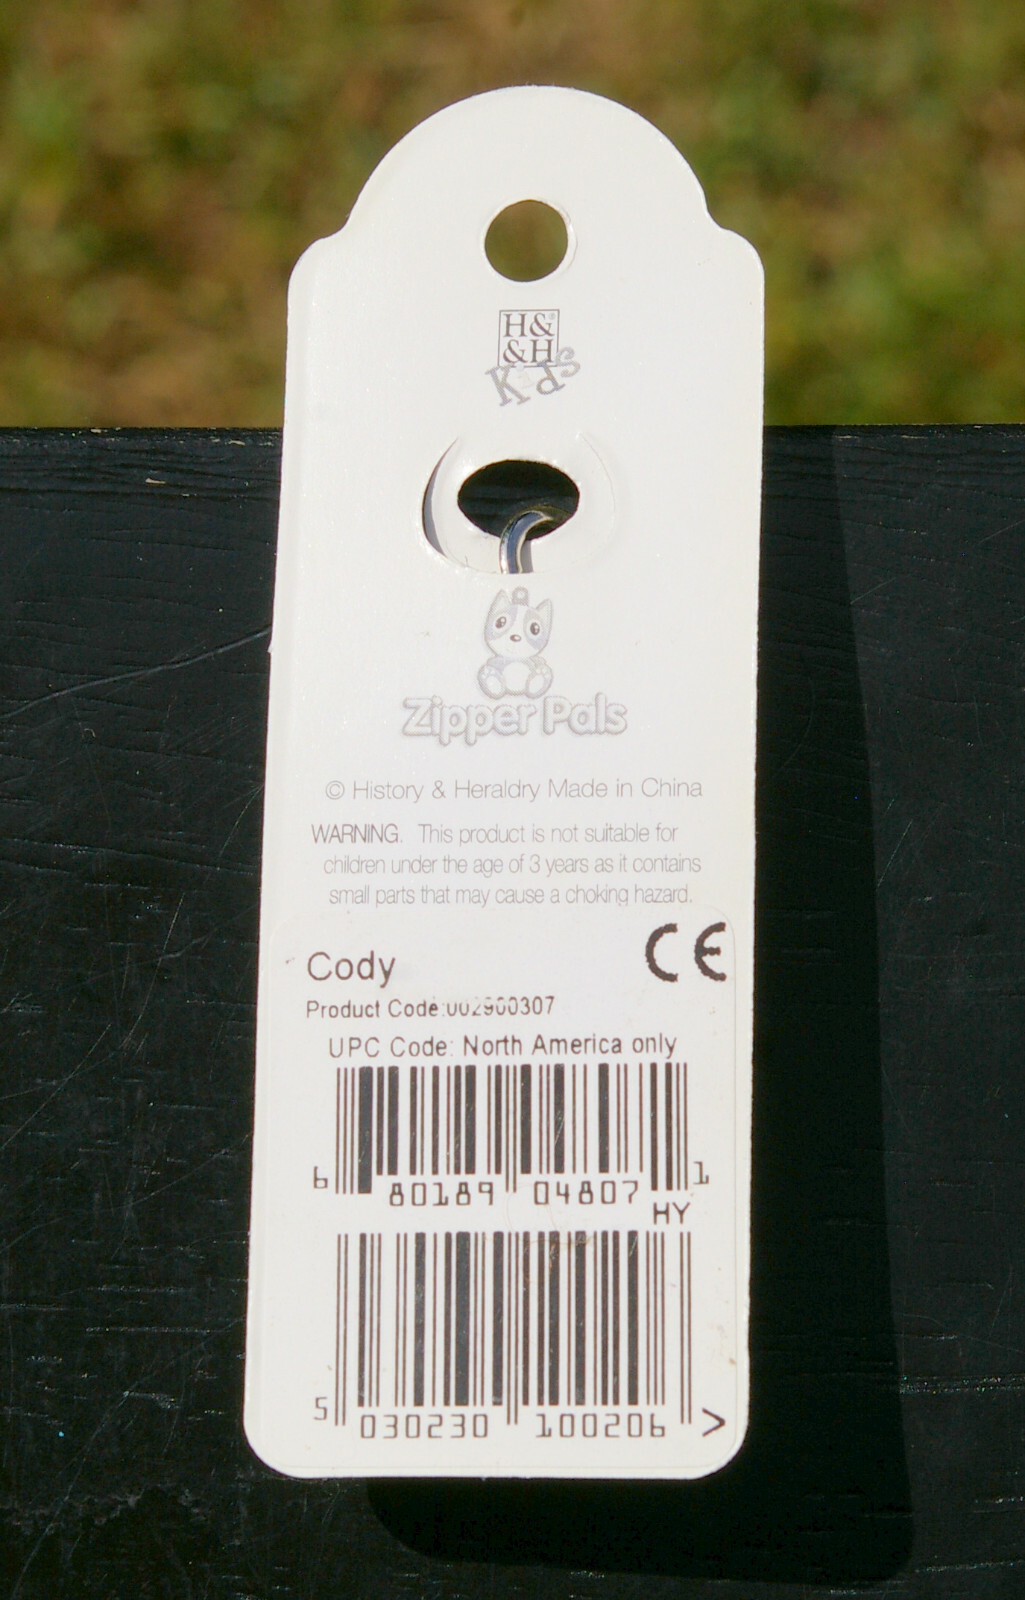 H&®
&H
Kids
Zipper Pals
© History & Heraldry Made in China
WARNING. This product is not suitable for
children under the age of 3 years as it contains
small parts that may cause a choking hazard.
CE
Cody
Product Code:002900307
UPC Code: North America only
6 80189 04807 1
HY
5 030230 100206 >